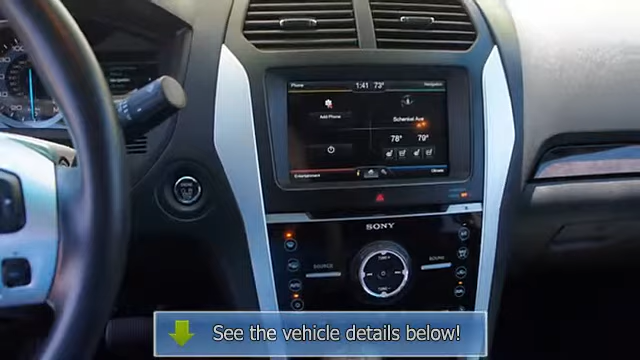 Phone 1:41 73° Navigation
Add Phone
Schenkel Ave
78° 79°
Entertainment Climate
SONY
SOURCE SOUND
TUNE
See the vehicle details below!